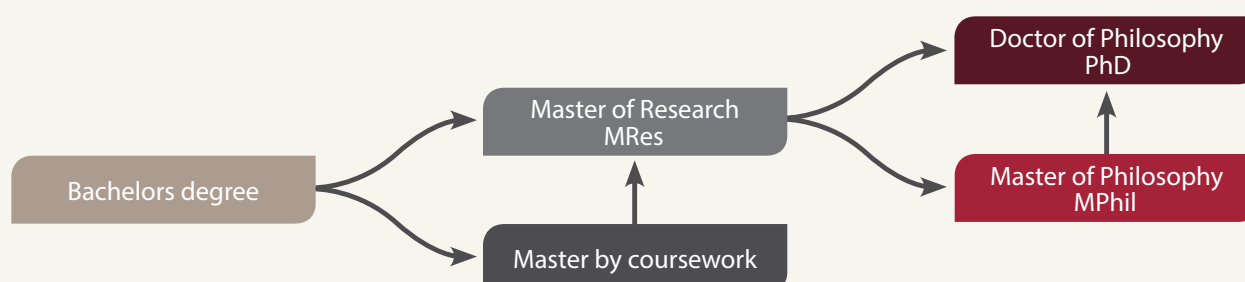 Bachelors degree
Master of Research
MRes
Master by coursework
Doctor of Philosophy
PhD
Master of Philosophy
MPhil